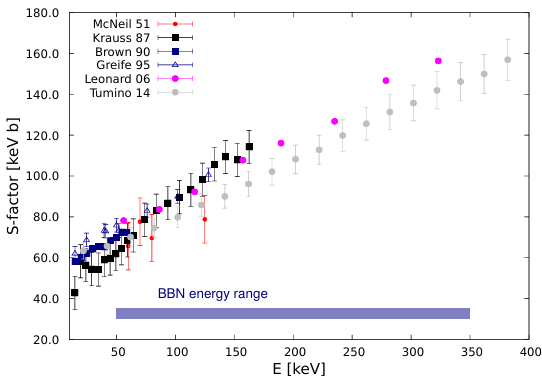 180.0
160.0
140.0
120.0
100.0
80.0
60.0
40.0
20.0
S-factor [keV b]
McNeil 51
Krauss 87
Brown 90
Greife 95
Leonard 06
Tumino 14
BBN energy range
50 100 150 200 250 300 350 400
E [keV]